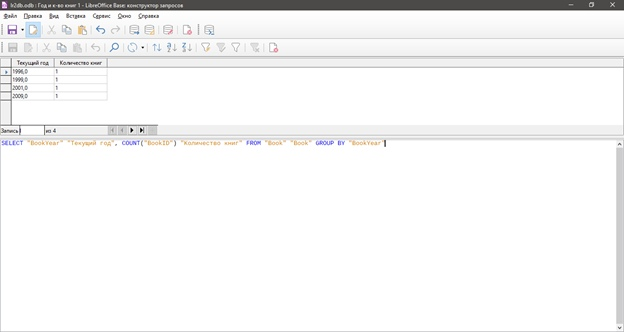 lr2db.odb : Год и к-во книг 1 - LibreOffice Base: конструктор запросов
Файл Правка Вид Вставка Сервис Окно Справка
Текущий год Количество книг
1996,0 1
1999,0 1
2001,0 1
2009,0 1
Запись из 4
SELECT "BookYear" "Текущий год", COUNT("BookID") "Количество книг" FROM "Book" "Book" GROUP BY "BookYear"